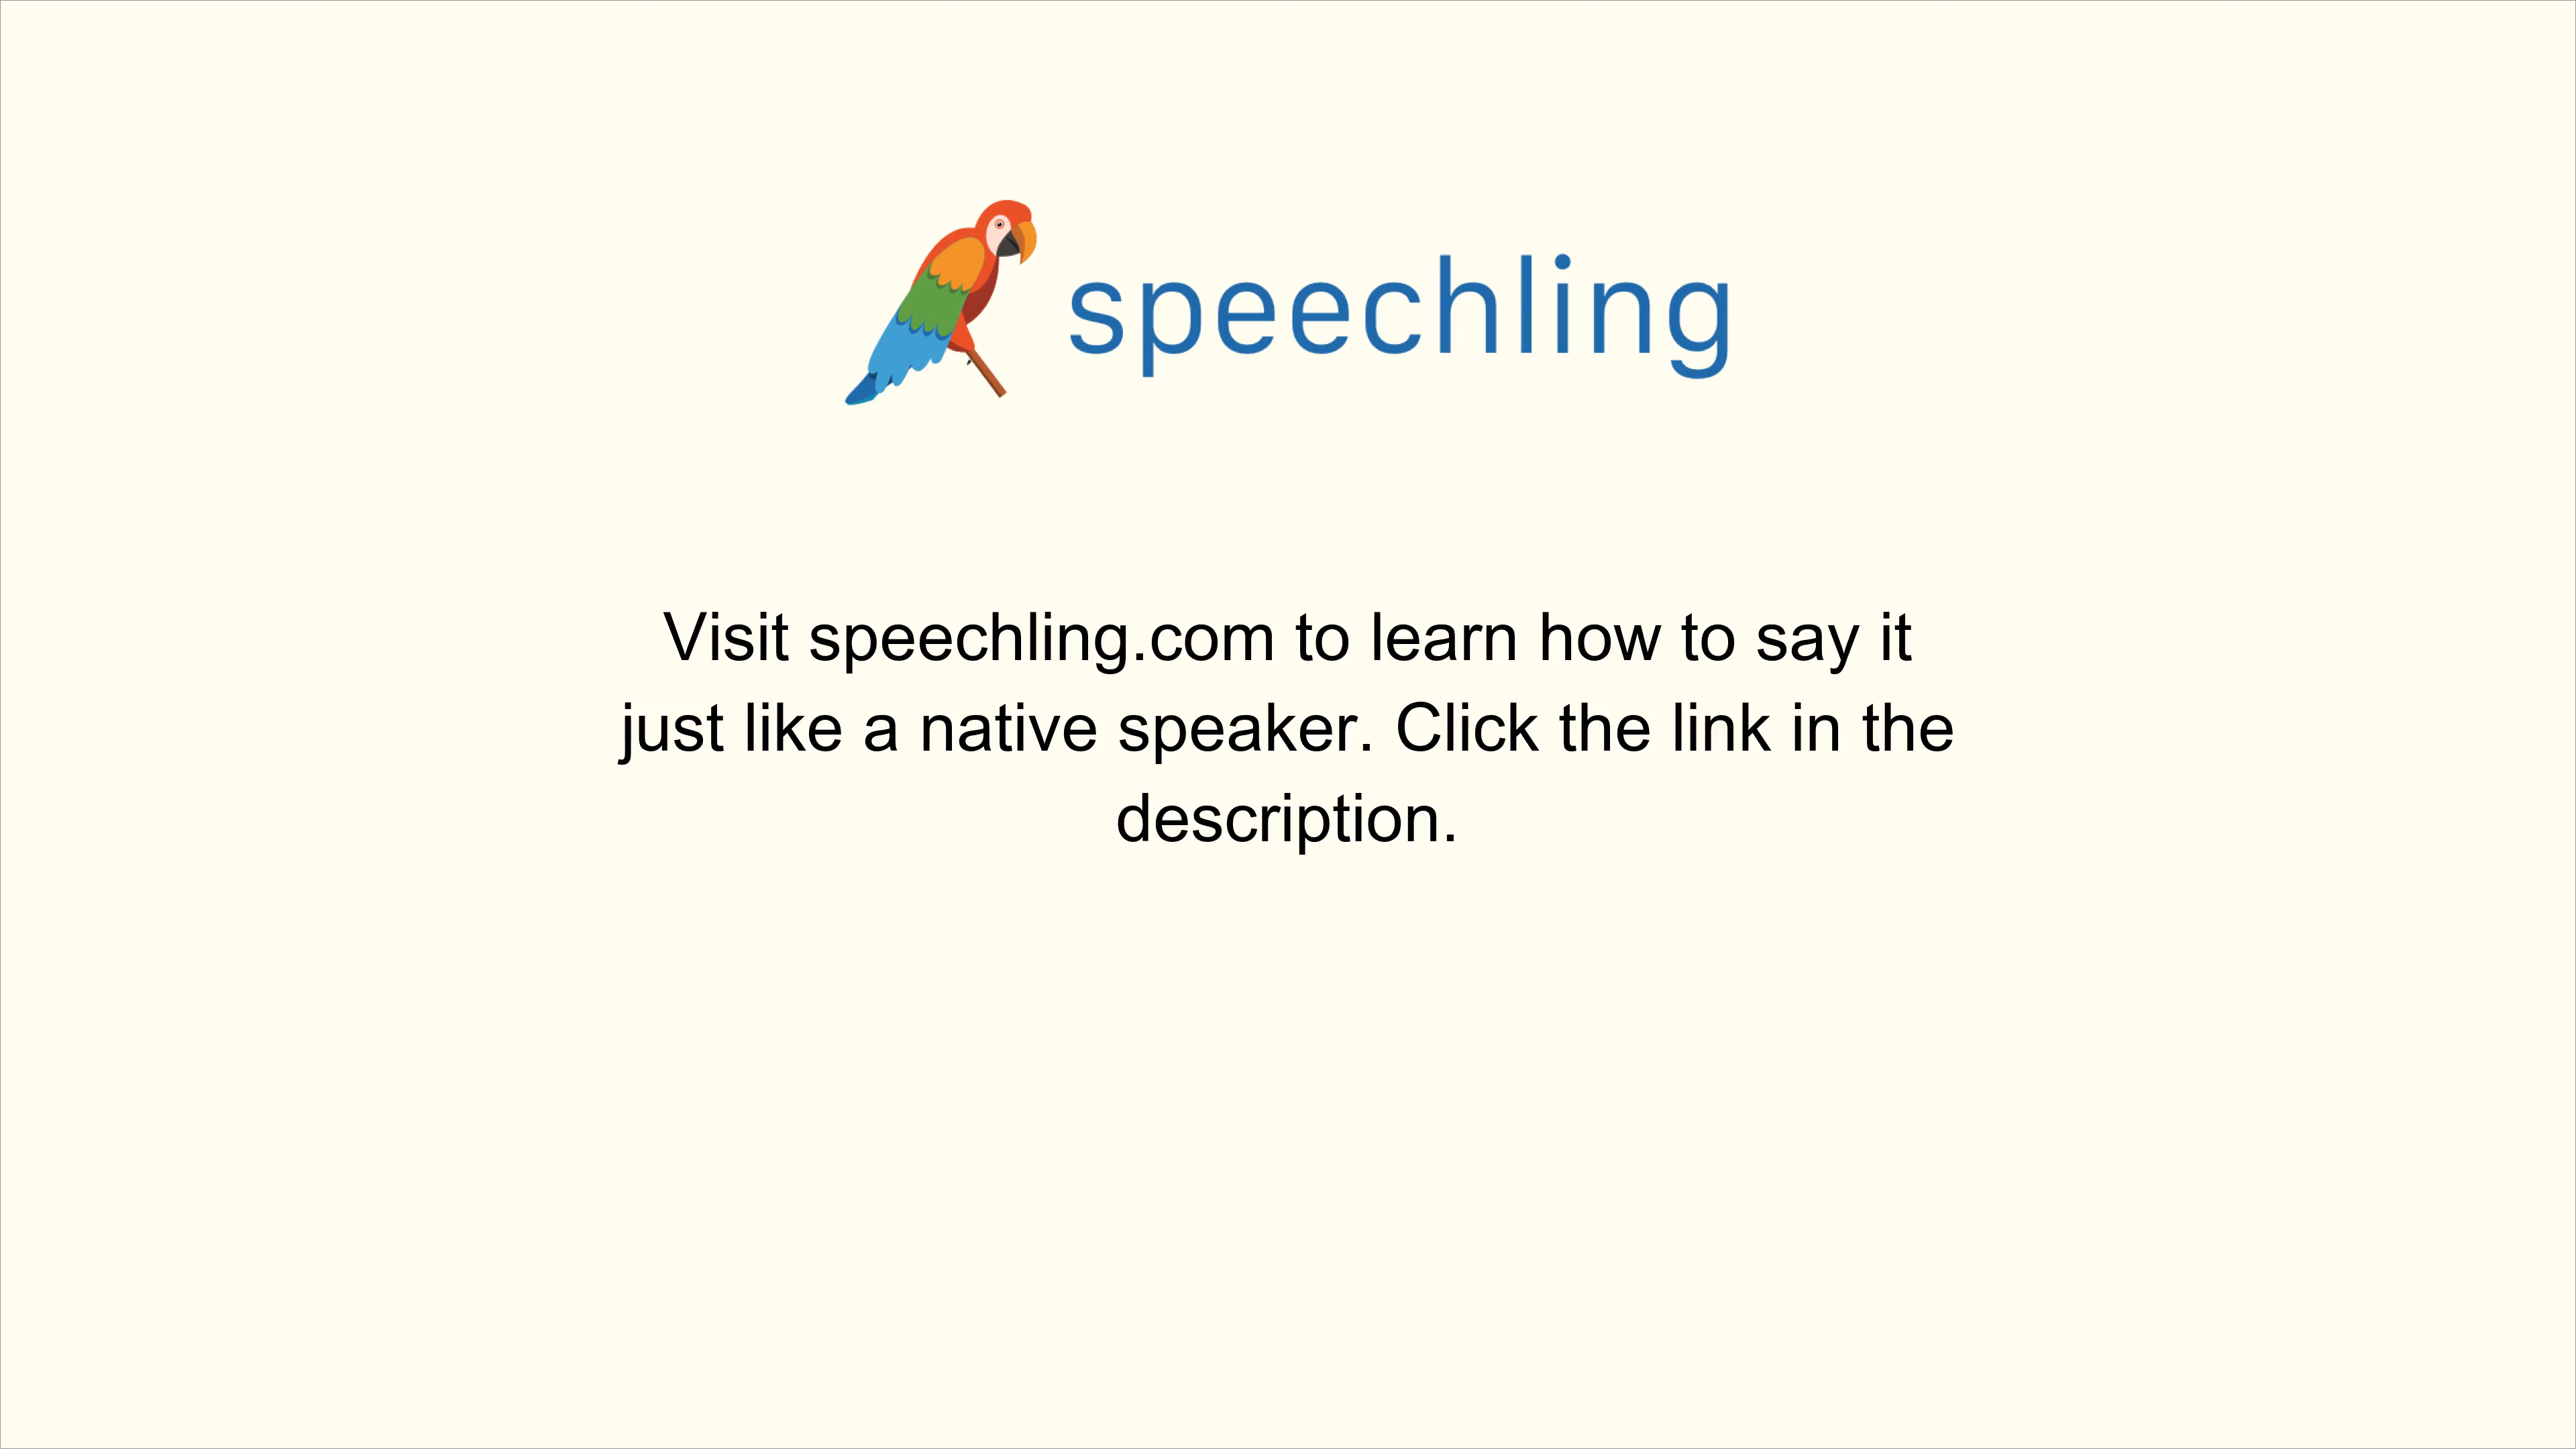 speechling
Visit speechling.com to learn how to say it
just like a native speaker. Click the link in the
description.